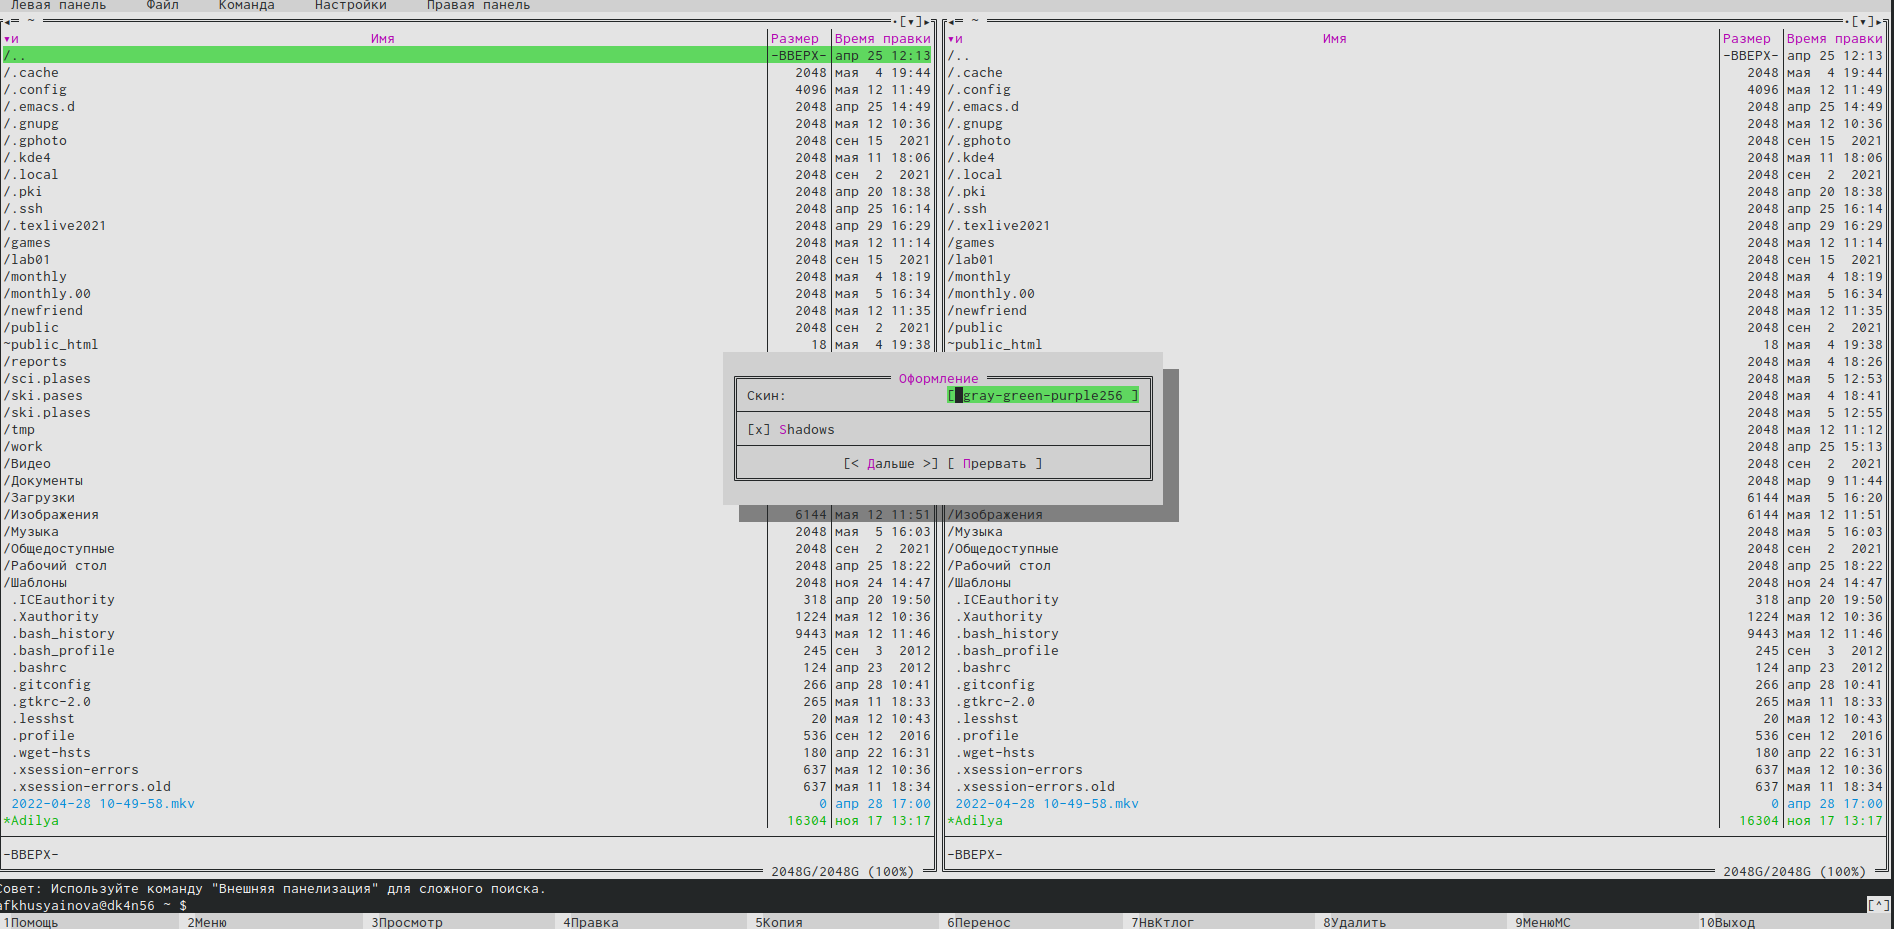 Левая панель Файл Команда Настройки Правая панель
~ .[▾]▸ ~ .[▾]▸
▾и Имя Размер Время правки ▾и Имя Размер Время правки
/.. -ВВЕРХ- апр 25 12:13 /.. -ВВЕРХ- апр 25 12:13
/.cache 2048 мая 4 19:44 /.cache 2048 мая 4 19:44
/.config 4096 мая 12 11:49 /.config 4096 мая 12 11:49
/.emacs.d 2048 апр 25 14:49 /.emacs.d 2048 апр 25 14:49
/.gnupg 2048 мая 12 10:36 /.gnupg 2048 мая 12 10:36
/.gphoto 2048 сен 15 2021 /.gphoto 2048 сен 15 2021
/.kde4 2048 мая 11 18:06 /.kde4 2048 мая 11 18:06
/.local 2048 сен 2 2021 /.local 2048 сен 2 2021
/.pki 2048 апр 20 18:38 /.pki 2048 апр 20 18:38
/.ssh 2048 апр 25 16:14 /.ssh 2048 апр 25 16:14
/.texlive2021 2048 апр 29 16:29 /.texlive2021 2048 апр 29 16:29
/games 2048 мая 12 11:14 /games 2048 мая 12 11:14
/lab01 2048 сен 15 2021 /lab01 2048 сен 15 2021
/monthly 2048 мая 4 18:19 /monthly 2048 мая 4 18:19
/monthly.00 2048 мая 5 16:34 /monthly.00 2048 мая 5 16:34
/newfriend 2048 мая 12 11:35 /newfriend 2048 мая 12 11:35
/public 2048 сен 2 2021 /public 2048 сен 2 2021
~public_html 18 мая 4 19:38 ~public_html 18 мая 4 19:38
/reports 2048 мая 4 18:26
/sci.plases Оформление 2048 мая 5 12:53
/ski.pases Скин: [ gray-green-purple256 ] 2048 мая 4 18:41
/ski.plases 2048 мая 5 12:55
/tmp [x] Shadows 2048 мая 12 11:12
/work 2048 апр 25 15:13
/Видео [< Дальше >] [ Прервать ] 2048 сен 2 2021
/Документы 2048 мар 9 11:44
/Загрузки 6144 мая 5 16:20
/Изображения 6144 мая 12 11:51 /Изображения 6144 мая 12 11:51
/Музыка 2048 мая 5 16:03 /Музыка 2048 мая 5 16:03
/Общедоступные 2048 сен 2 2021 /Общедоступные 2048 сен 2 2021
/Рабочий стол 2048 апр 25 18:22 /Рабочий стол 2048 апр 25 18:22
/Шаблоны 2048 ноя 24 14:47 /Шаблоны 2048 ноя 24 14:47
.ICEauthority 318 апр 20 19:50 .ICEauthority 318 апр 20 19:50
.Xauthority 1224 мая 12 10:36 .Xauthority 1224 мая 12 10:36
.bash_history 9443 мая 12 11:46 .bash_history 9443 мая 12 11:46
.bash_profile 245 сен 3 2012 .bash_profile 245 сен 3 2012
.bashrc 124 апр 23 2012 .bashrc 124 апр 23 2012
.gitconfig 266 апр 28 10:41 .gitconfig 266 апр 28 10:41
.gtkrc-2.0 265 мая 11 18:33 .gtkrc-2.0 265 мая 11 18:33
.lesshst 20 мая 12 10:43 .lesshst 20 мая 12 10:43
.profile 536 сен 12 2016 .profile 536 сен 12 2016
.wget-hsts 180 апр 22 16:31 .wget-hsts 180 апр 22 16:31
.xsession-errors 637 мая 12 10:36 .xsession-errors 637 мая 12 10:36
.xsession-errors.old 637 мая 11 18:34 .xsession-errors.old 637 мая 11 18:34
2022-04-28 10-49-58.mkv 0 апр 28 17:00 2022-04-28 10-49-58.mkv 0 апр 28 17:00
*Adilya 16304 ноя 17 13:17 *Adilya 16304 ноя 17 13:17
-ВВЕРХ- -ВВЕРХ-
2048G/2048G (100%) 2048G/2048G (100%)
Совет: Используйте команду "Внешняя панелизация" для сложного поиска.
afkhusyainova@dk4n56 ~ $ [^]
1Помощь 2Меню 3Просмотр 4Правка 5Копия 6Перенос 7НвКтлог 8Удалить 9МенюМС 10Выход